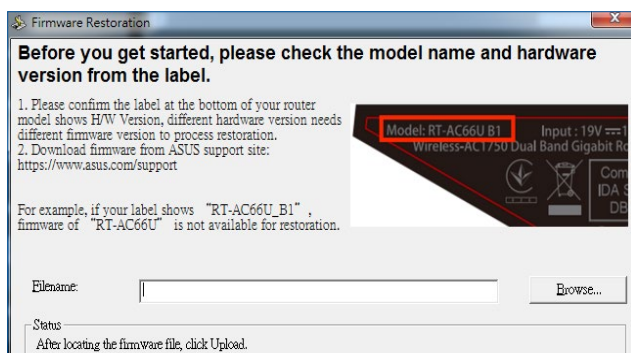 Firmware Restoration
Before you get started, please check the model name and hardware
version from the label.
1. Please confirm the label at the bottom of your router
model shows H/W Version, different hardware version needs
different firmware version to process restoration.
2. Download firmware from ASUS support site:
https://www.asus.com/support
For example, if your label shows “RT-AC66U_B1” ,
firmware of “RT-AC66U” is not available for restoration.
Model: RT-AC66U B1 Input : 19V
Wireless-AC1750 Dual Band Gigabit Ro
Com
IDA S
DB
Filename:
Browse...
Status
After locating the firmware file, click Upload.